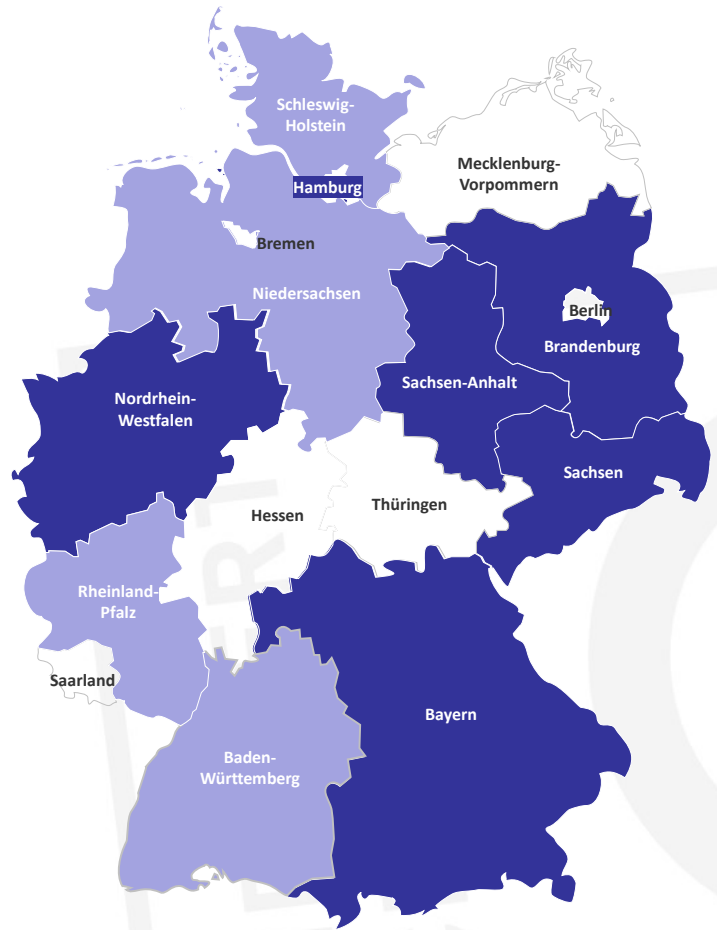 Schleswig-
Holstein
Mecklenburg-
Vorpommern
Hamburg
Bremen
Niedersachsen
Berlin
Brandenburg
Sachsen-Anhalt
Nordrhein-
Westfalen
Sachsen
Thüringen
Hessen
Rheinland-
Pfalz
Saarland
Bayern
Baden-
Württemberg